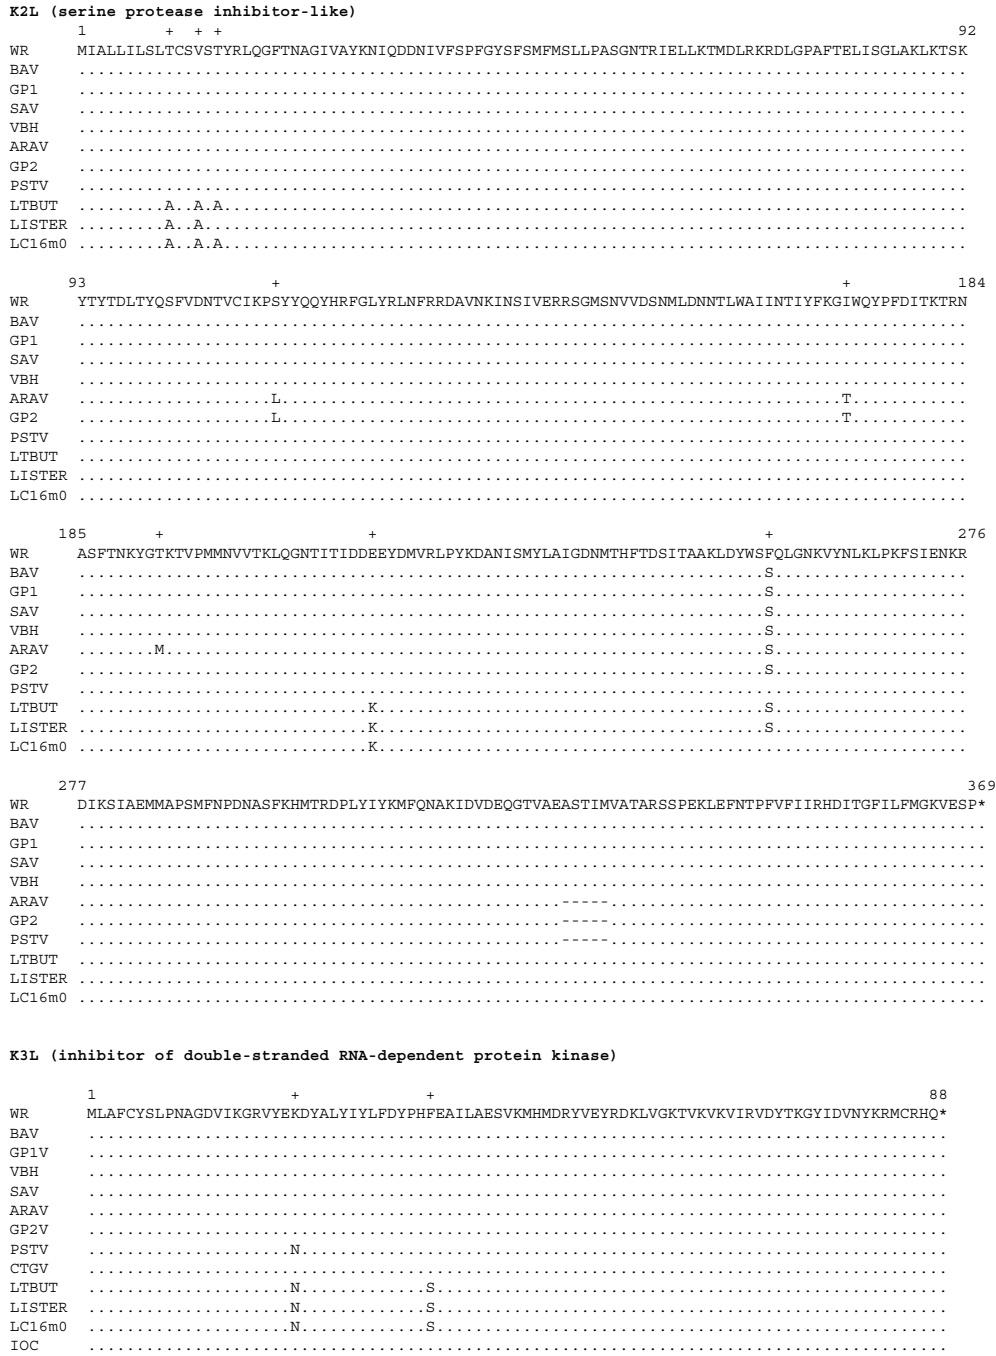 K2L (serine protease inhibitor-like)
1 + + + 92
WR MIALLILSLTCSVSTYRLQGFTNAGIVAYKNIQDDNIVFSPFGYSFSMFMSLLPASGNTRIELLKTMDLRKRDLGPAFTELISGLAKLKTSK
BAV ............................................................................................
GP1 ............................................................................................
SAV ............................................................................................
VBH ............................................................................................
ARAV ............................................................................................
GP2 ............................................................................................
PSTV ............................................................................................
LTBUT .........A..A.A.............................................................................
LISTER .........A..A...............................................................................
LC16m0 .........A..A.A.............................................................................
93 + + 184
WR YTYTDLTYQSFVDNTVCIKPSYYQQYHRFGLYRLNFRRDAVNKINSIVERRSGMSNVVDSNMLDNNTLWAIINTIYFKGIWQYPFDITKTRN
BAV ............................................................................................
GP1 ............................................................................................
SAV ............................................................................................
VBH ............................................................................................
ARAV ....................L..........................................................T............
GP2 ....................L..........................................................T............
PSTV ............................................................................................
LTBUT ............................................................................................
LISTER ............................................................................................
LC16m0 ............................................................................................
185 + + + 276
WR ASFTNKYGTKTVPMMNVVTKLQGNTITIDDEEYDMVRLPYKDANISMYLAIGDNMTHFTDSITAAKLDYWSFQLGNKVYNLKLPKFSIENKR
BAV .......................................................................S....................
GP1 .......................................................................S....................
SAV .......................................................................S....................
VBH .......................................................................S....................
ARAV ........M..............................................................S....................
GP2 .......................................................................S....................
PSTV ............................................................................................
LTBUT ..............................K........................................S....................
LISTER ..............................K........................................S....................
LC16m0 ..............................K.............................................................
277 369
WR DIKSIAEMMAPSMFNPDNASFKHMTRDPLYIYKMFQNAKIDVDEQGTVAEASTIMVATARSSPEKLEFNTPFVFIIRHDITGFILFMGKVESP*
BAV ..............................................................................................
GP1 ..............................................................................................
SAV ..............................................................................................
VBH ..............................................................................................
ARAV ..................................................-----.......................................
GP2 ..................................................-----.......................................
PSTV ..................................................-----.......................................
LTBUT ..............................................................................................
LISTER ..............................................................................................
LC16m0 ..............................................................................................
K3L (inhibitor of double-stranded RNA-dependent protein kinase)
1 + + 88
WR MLAFCYSLPNAGDVIKGRVYEKDYALYIYLFDYPHFEAILAESVKMHMDRYVEYRDKLVGKTVKVKVIRVDYTKGYIDVNYKRMCRHQ*
BAV .........................................................................................
GP1V .........................................................................................
VBH .........................................................................................
SAV .........................................................................................
ARAV .........................................................................................
GP2V .........................................................................................
PSTV .....................N...................................................................
CTGV .........................................................................................
LTBUT .....................N.............S.....................................................
LISTER .....................N.............S.....................................................
LC16m0 .....................N.............S.....................................................
IOC .........................................................................................